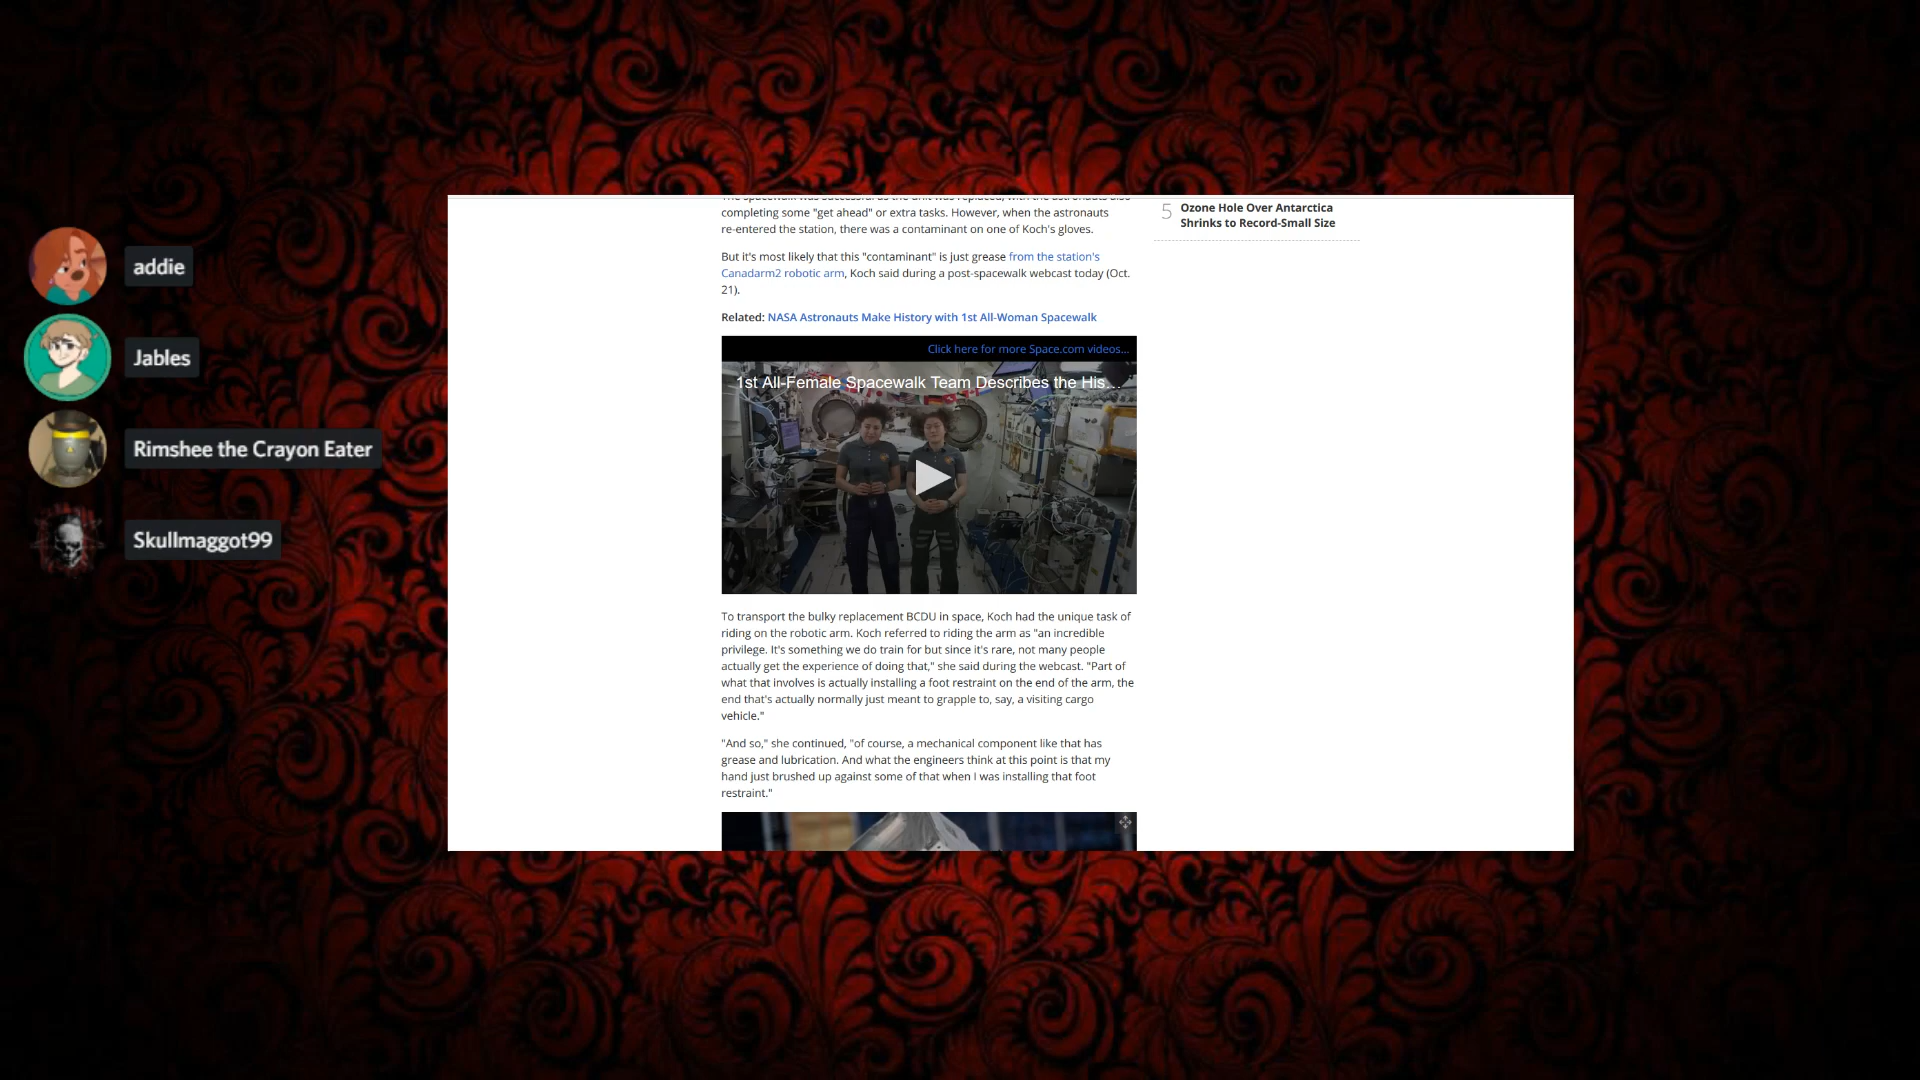 addie
Jables
Rimshee the Crayon Eater
Skullmaggot99
The spacewalk was successful as the unit was replaced, with the astronauts also
completing some "get ahead" or extra tasks. However, when the astronauts
re-entered the station, there was a contaminant on one of Koch's gloves.
But it's most likely that this "contaminant" is just grease from the station's
Canadarm2 robotic arm, Koch said during a post-spacewalk webcast today (Oct.
21).
Related: NASA Astronauts Make History with 1st All-Woman Spacewalk
Click here for more Space.com videos...
1st All-Female Spacewalk Team Describes the His...
To transport the bulky replacement BCDU in space, Koch had the unique task of
riding on the robotic arm. Koch referred to riding the arm as "an incredible
privilege. It's something we do train for but since it's rare, not many people
actually get the experience of doing that," she said during the webcast. "Part of
what that involves is actually installing a foot restraint on the end of the arm, the
end that's actually normally just meant to grapple to, say, a visiting cargo
vehicle."
"And so," she continued, "of course, a mechanical component like that has
grease and lubrication. And what the engineers think at this point is that my
hand just brushed up against some of that when I was installing that foot
restraint."
5 Ozone Hole Over Antarctica
Shrinks to Record-Small Size